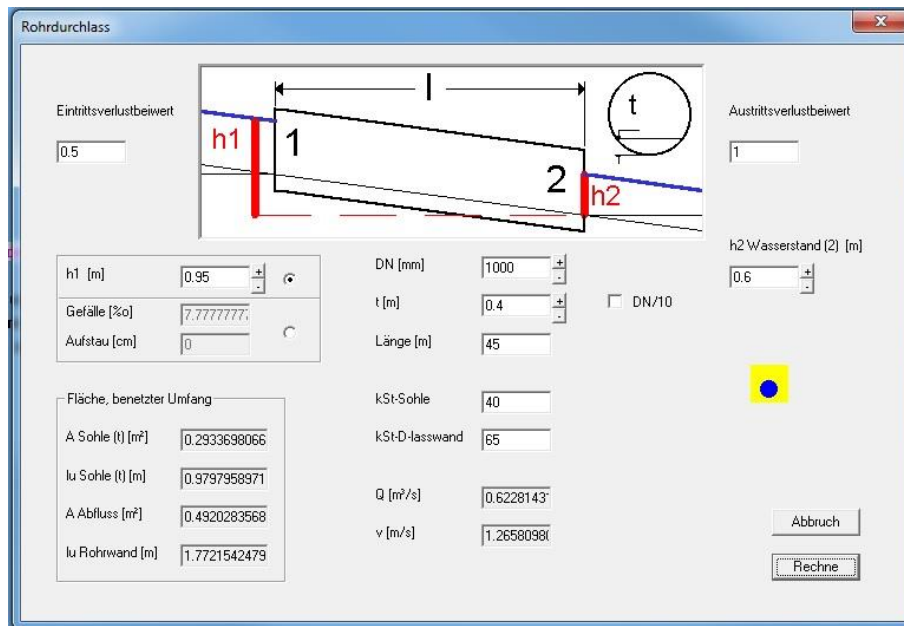 Rohrdurchlass
Eintrittsverlustbeiwert
0.5
l
t
h1
1
2
h2
Austrittsverlustbeiwert
1
h2 Wasserstand (2) [m]
0.6
h1 [m]
0.95
Gefälle [%o]
7.7777777
Aufstau [cm]
0
DN [mm]
1000
t [m]
0.4
DN/10
Länge [m]
45
Fläche, benetzter Umfang
A Sohle (t) [m²]
0.2933698066
lu Sohle (t) [m]
0.9797958971
A Abfluss [m²]
0.4920283568
lu Rohrwand [m]
1.7721542479
kSt-Sohle
40
kSt-D-lasswand
65
Q [m³/s]
0.6228143
v [m/s]
1.2658098
Abbruch
Rechne